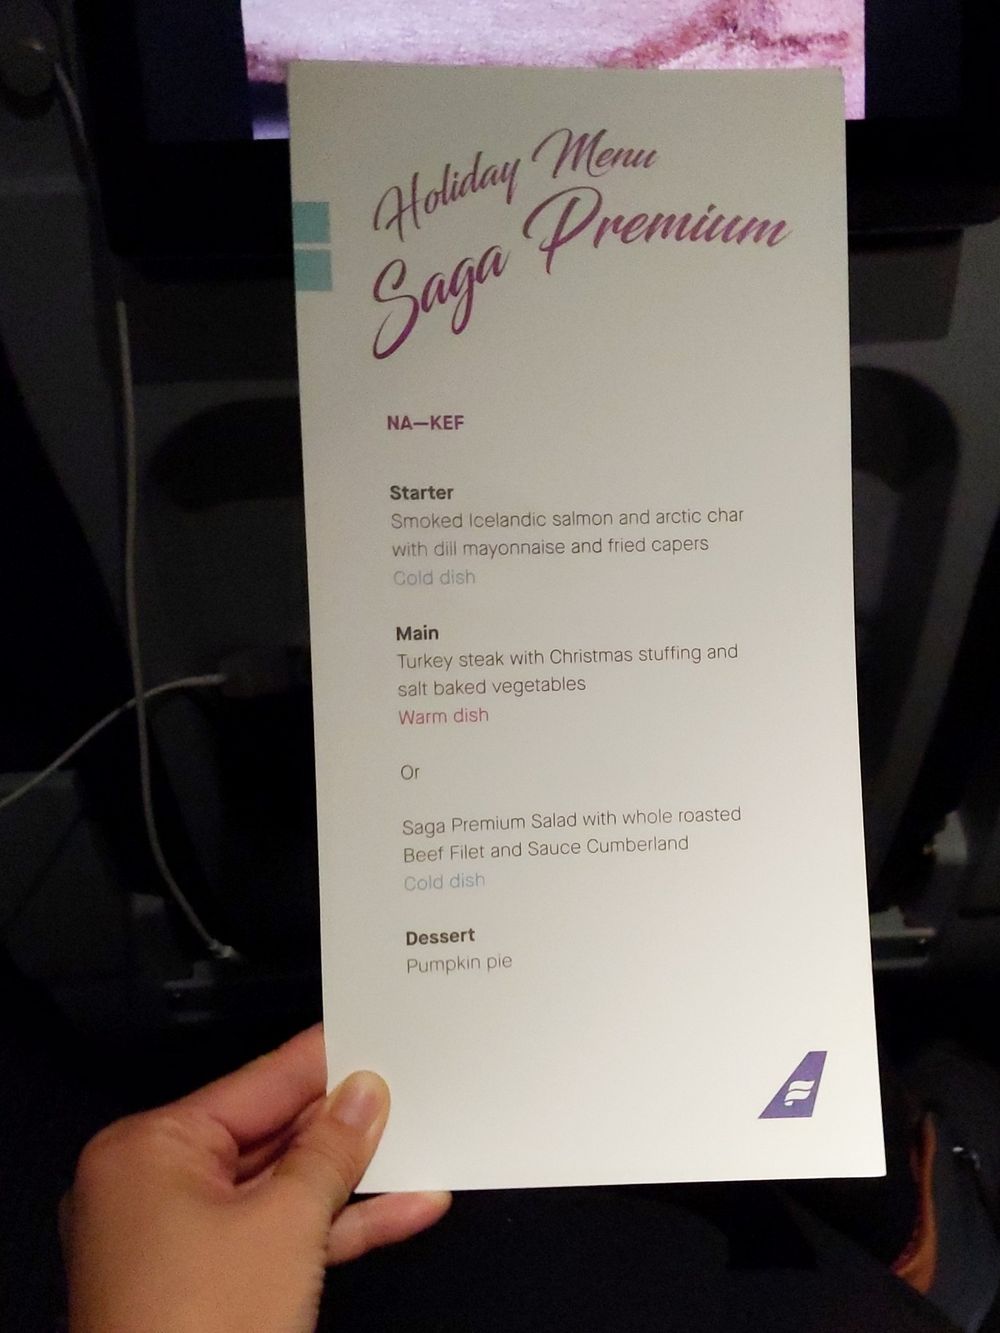 Holiday Menu
Saga Premium
NA—KEF
Starter
Smoked Icelandic salmon and arctic char
with dill mayonnaise and fried capers
Cold dish
Main
Turkey steak with Christmas stuffing and
salt baked vegetables
Warm dish
Or
Saga Premium Salad with whole roasted
Beef Filet and Sauce Cumberland
Cold dish
Dessert
Pumpkin pie